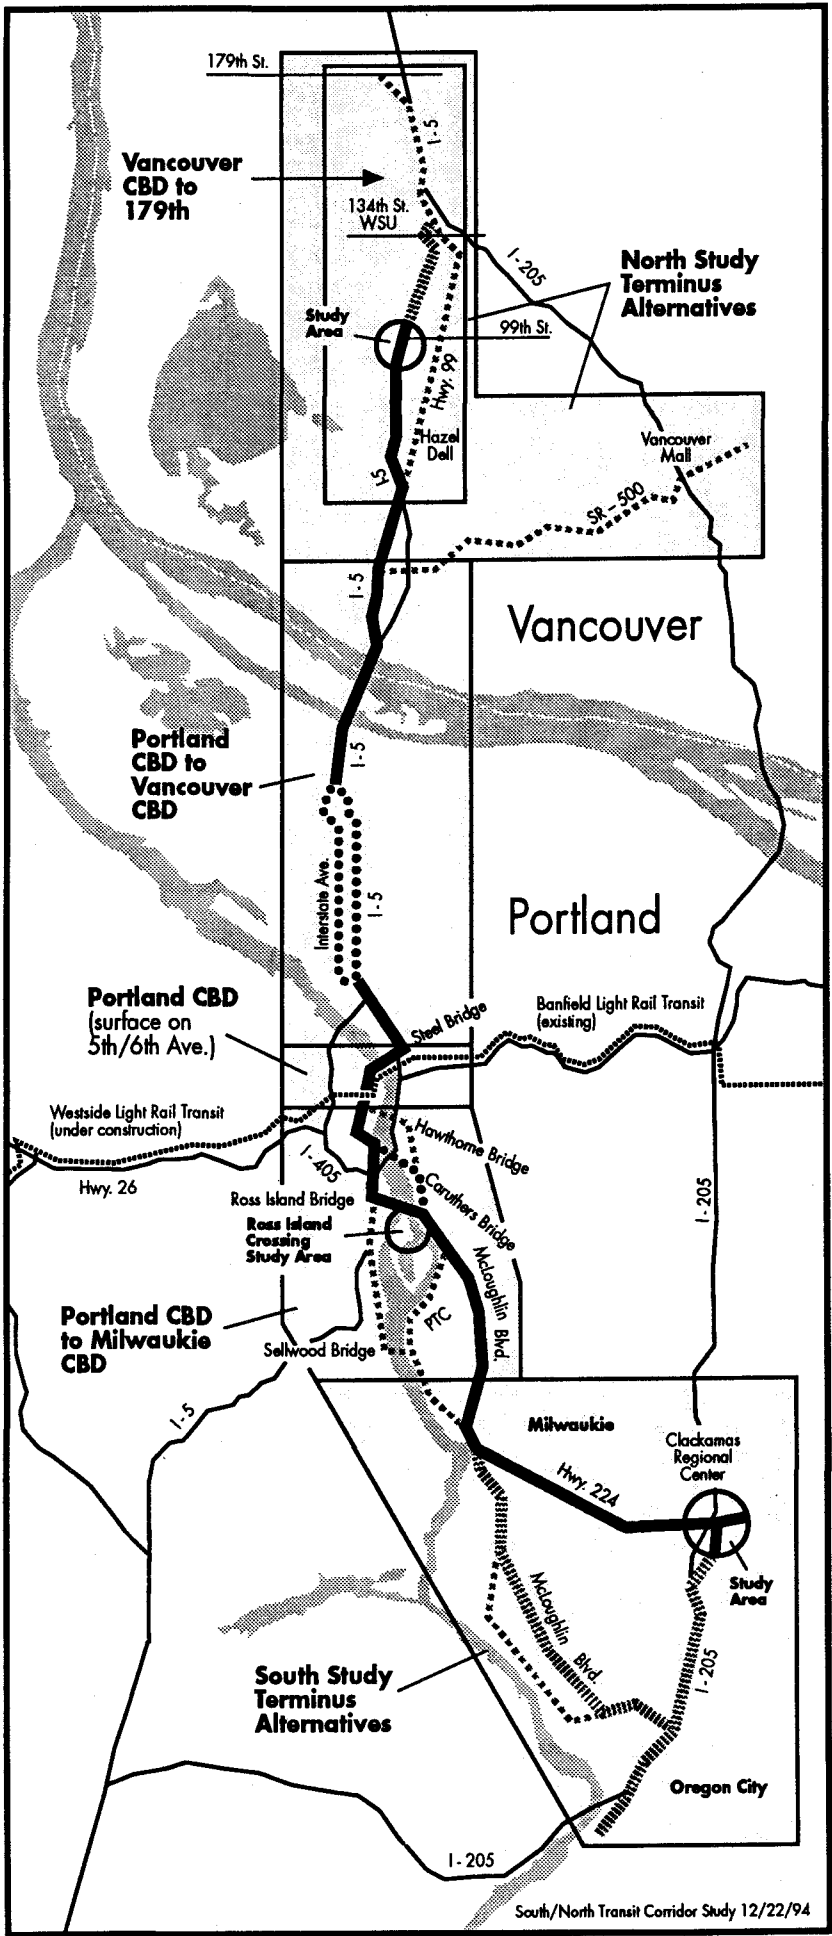 179th St.
I-5
Vancouver
CBD to
179th
134th St.
WSU
I-205
North Study
Terminus
Alternatives
Study
Area
99th St.
Hwy. 99
Hazel
Dell
Vancouver
Mall
I-5
SR-500
I-5
Vancouver
Portland
CBD to
Vancouver
CBD
I-5
Interstate Ave.
I-5
Portland
Portland CBD
(surface on
5th/6th Ave.)
Steel Bridge
Banfield Light Rail Transit
(existing)
Westside Light Rail Transit
(under construction)
Hawthorne Bridge
I-405
Hwy. 26
Caruthers Bridge
I-205
Ross Island Bridge
Ross Island
Crossing
Study Area
McLoughlin Blvd.
Portland CBD
to Milwaukie
CBD
PTC
Sellwood Bridge
I-5
Milwaukie
Clackamas
Regional
Center
Hwy. 224
Study
Area
McLoughlin Blvd.
I-205
South Study
Terminus
Alternatives
Oregon City
I-205
South/North Transit Corridor Study 12/22/94